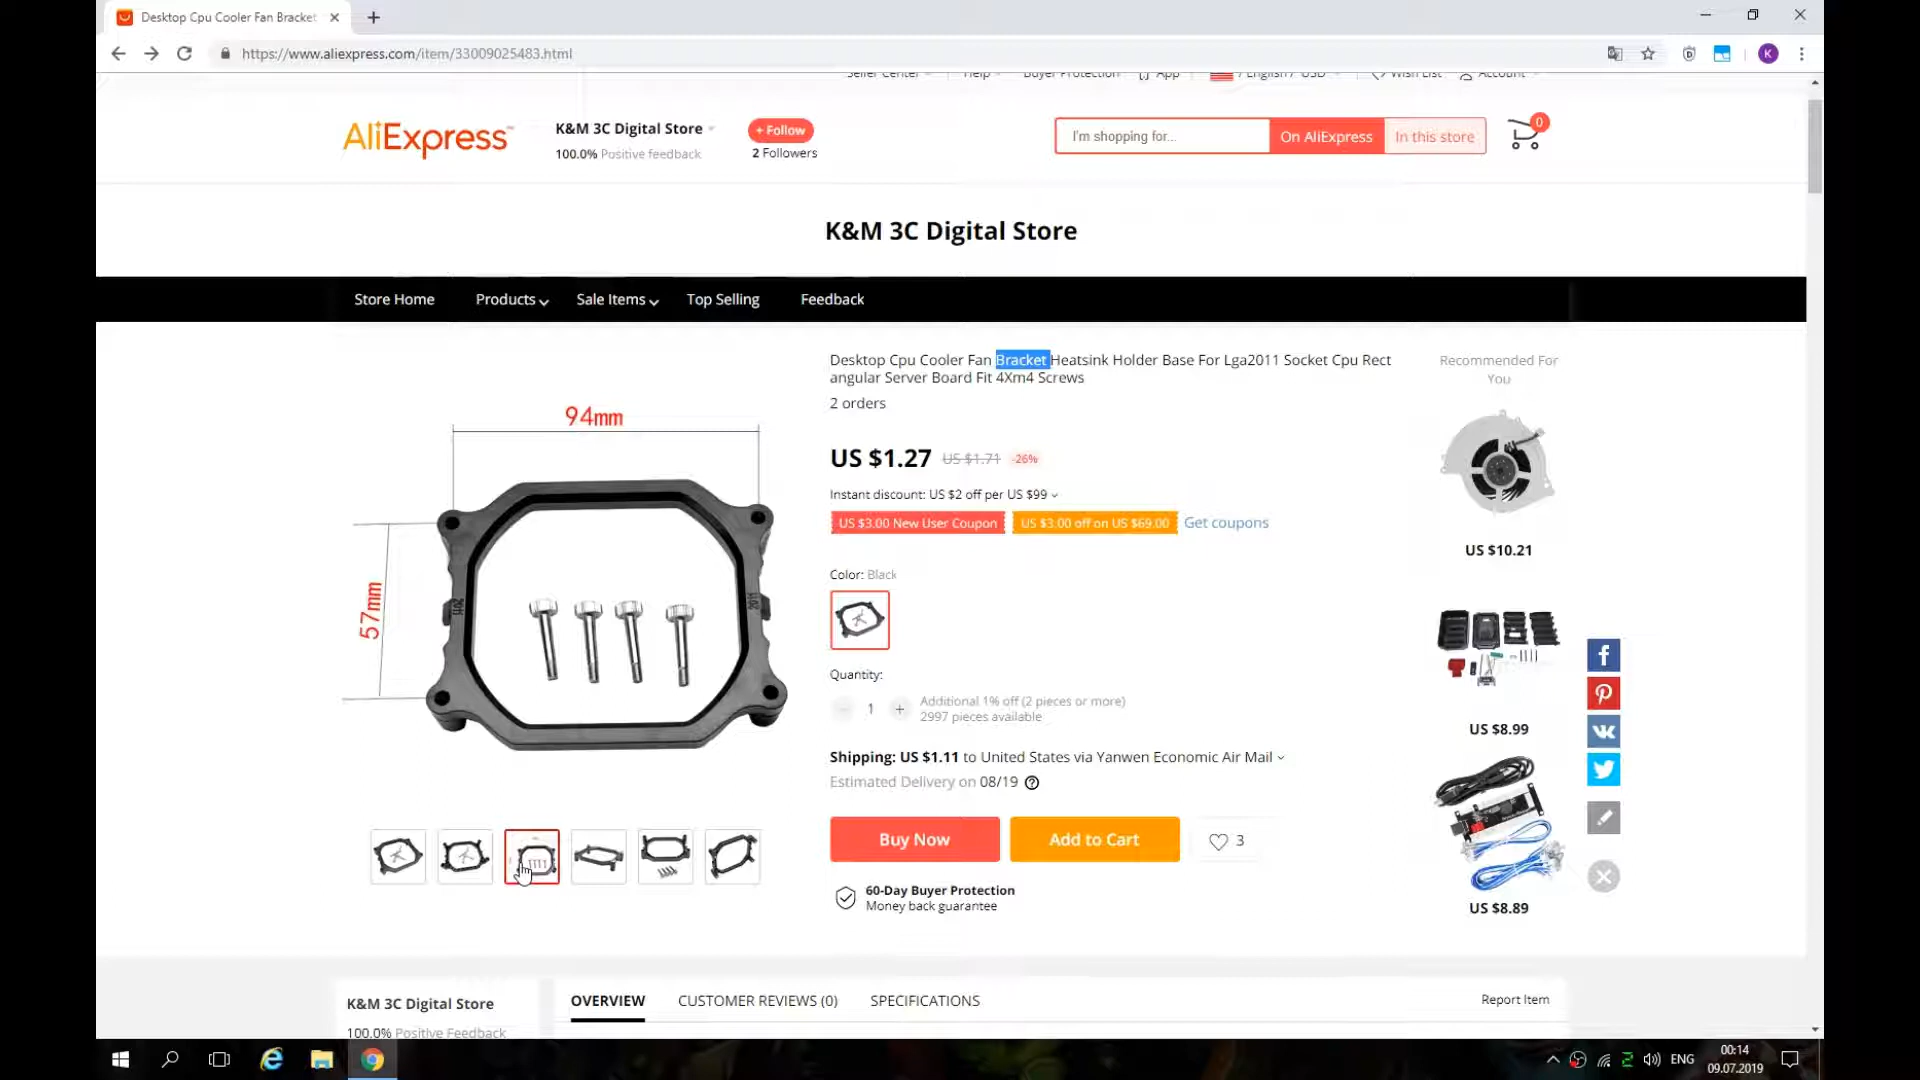 Desktop Cpu Cooler Fan Bracket
https://www.aliexpress.com/item/33009025483.html
K
Seller Center
Help
Buyer Protection
App
/ English / USD
Wish List
Account
AliExpress
K&M 3C Digital Store
100.0% Positive feedback
+ Follow
2 Followers
I'm shopping for...
On AliExpress
In this store
0
K&M 3C Digital Store
Store Home
Products
Sale Items
Top Selling
Feedback
94mm
57mm
2011
Desktop Cpu Cooler Fan Bracket Heatsink Holder Base For Lga2011 Socket Cpu Rect
angular Server Board Fit 4Xm4 Screws
2 orders
US $1.27 US $1.71 -26%
Instant discount: US $2 off per US $99
US $3.00 New User Coupon
US $3.00 off on US $69.00
Get coupons
Color: Black
Quantity:
1
Additional 1% off (2 pieces or more)
2997 pieces available
Shipping: US $1.11 to United States via Yanwen Economic Air Mail
Estimated Delivery on 08/19
Buy Now
Add to Cart
3
60-Day Buyer Protection
Money back guarantee
Recommended For
You
US $10.21
US $8.99
US $8.89
K&M 3C Digital Store
100.0% Positive Feedback
OVERVIEW
CUSTOMER REVIEWS (0)
SPECIFICATIONS
Report Item
ENG
00:14
09.07.2019